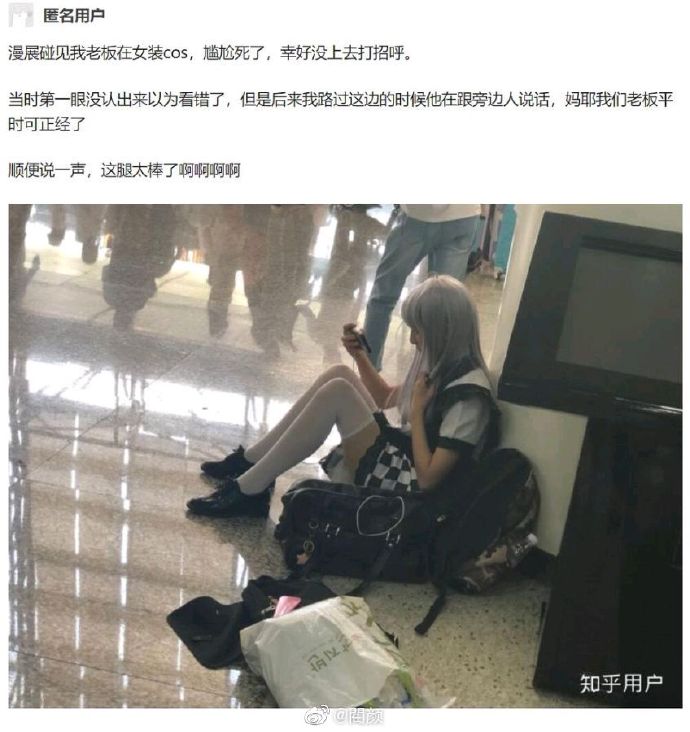 匿名用户
漫展碰见我老板在女装cos，尴尬死了，幸好没上去打招呼。
当时第一眼没认出来以为看错了，但是后来我路过这边的时候他在跟旁边人说话，妈耶我们老板平
时可正经了
顺便说一声，这腿太棒了啊啊啊啊
知乎用户
@閆颜